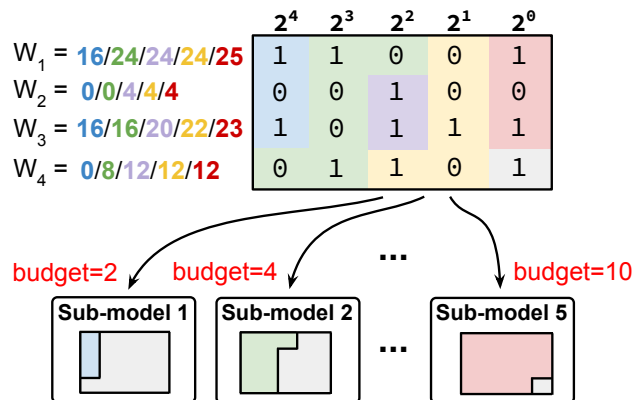 2⁴ 2³ 2² 2¹ 2⁰
W₁ = 16/24/24/24/25 1 1 0 0 1
W₂ = 0/0/4/4/4 0 0 1 0 0
W₃ = 16/16/20/22/23 1 0 1 1 1
W₄ = 0/8/12/12/12 0 1 1 0 1
...
budget=2 budget=4 budget=10
Sub-model 1 Sub-model 2 ... Sub-model 5